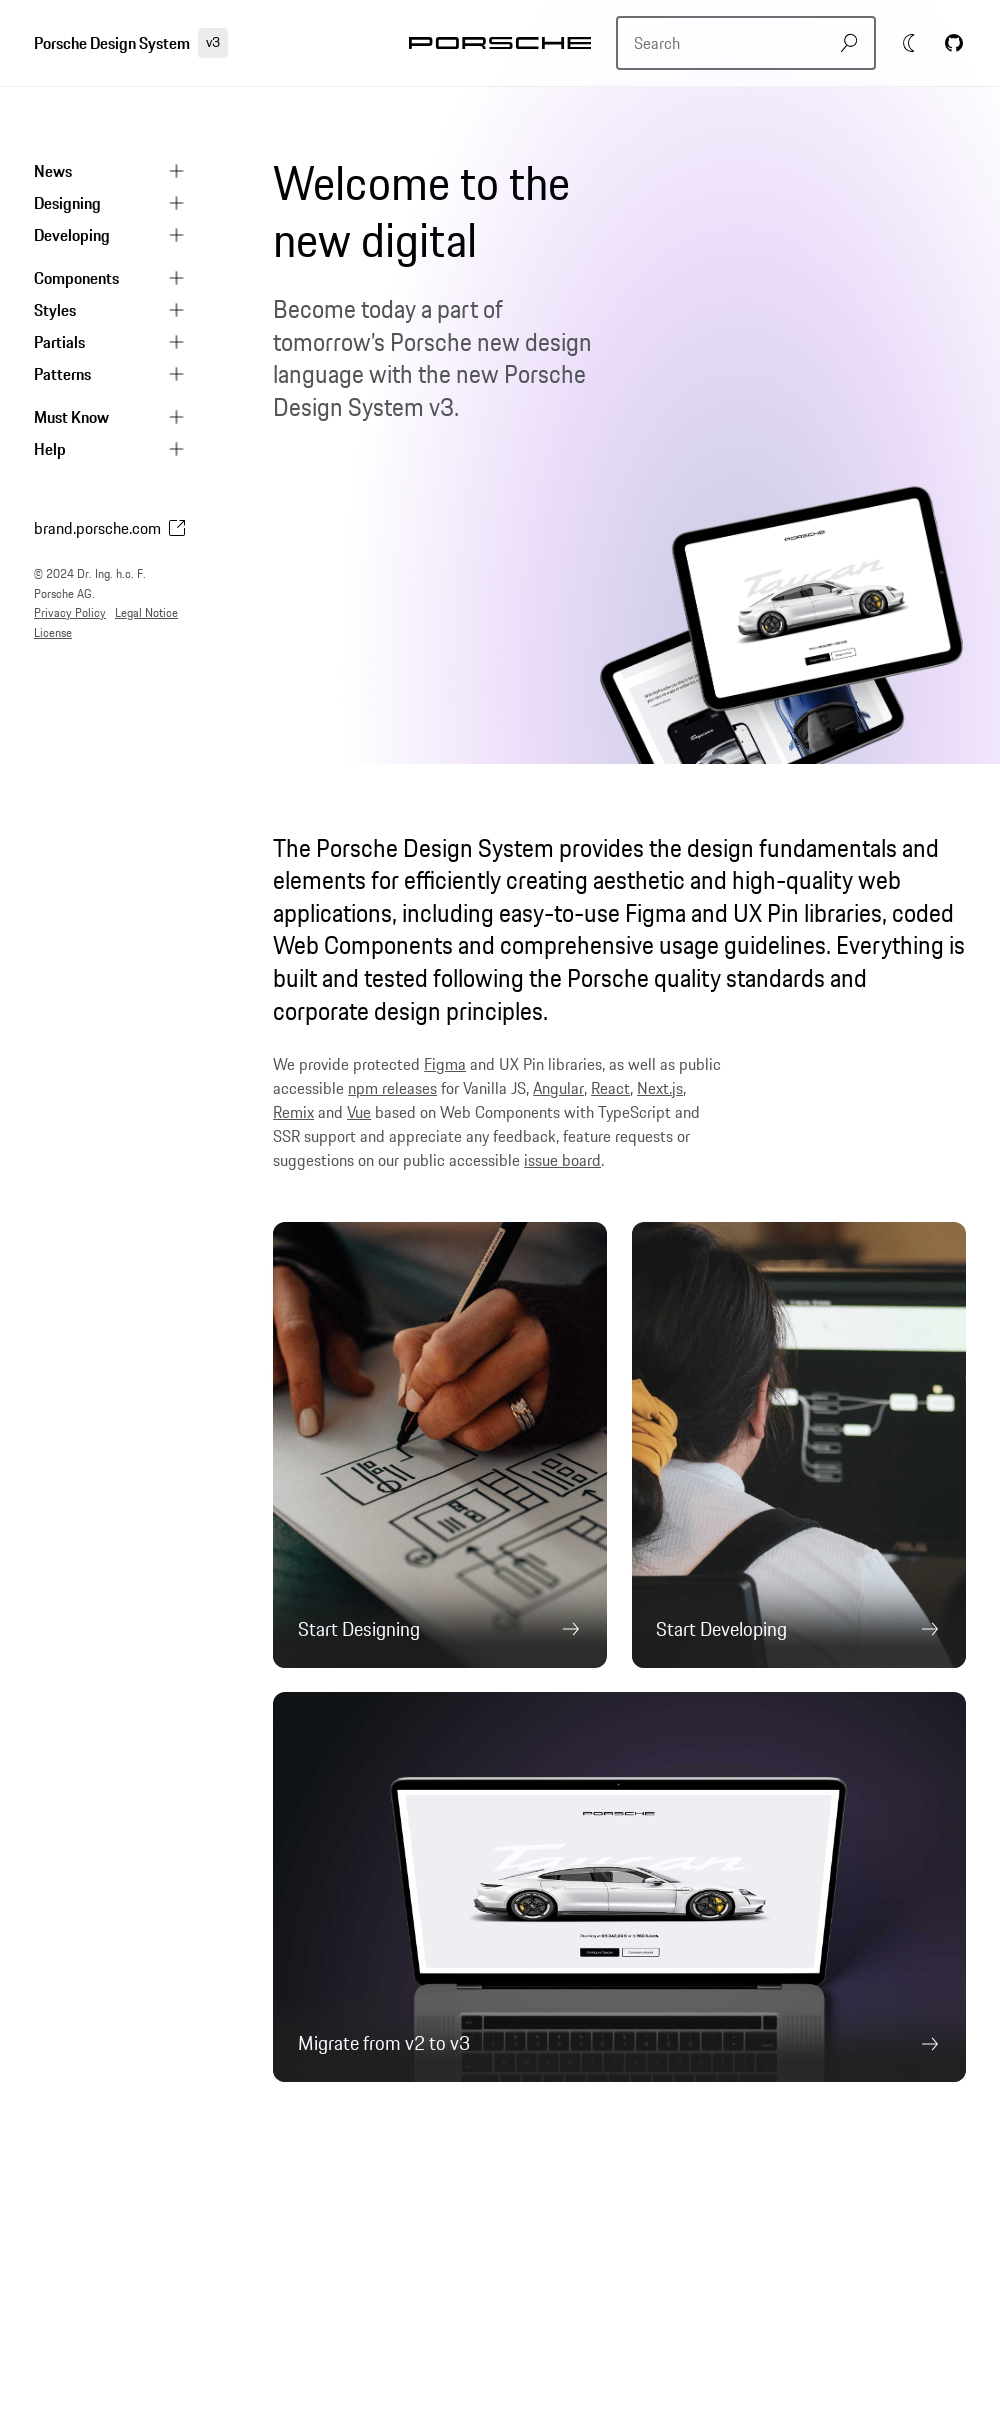 Porsche Design System v3
PORSCHE
Search
News
Designing
Developing
Components
Styles
Partials
Patterns
Must Know
Help
brand.porsche.com
© 2024 Dr. Ing. h.c. F.
Porsche AG.
Privacy Policy Legal Notice
License
Welcome to the
new digital
Become today a part of
tomorrow’s Porsche new design
language with the new Porsche
Design System v3.
PORSCHE
Taycan
The Porsche Design System provides the design fundamentals and
elements for efficiently creating aesthetic and high-quality web
applications, including easy-to-use Figma and UX Pin libraries, coded
Web Components and comprehensive usage guidelines. Everything is
built and tested following the Porsche quality standards and
corporate design principles.
We provide protected Figma and UX Pin libraries, as well as public
accessible npm releases for Vanilla JS, Angular, React, Next.js,
Remix and Vue based on Web Components with TypeScript and
SSR support and appreciate any feedback, feature requests or
suggestions on our public accessible issue board.
ASUS
Start Designing
Start Developing
PORSCHE
Taycan
Migrate from v2 to v3